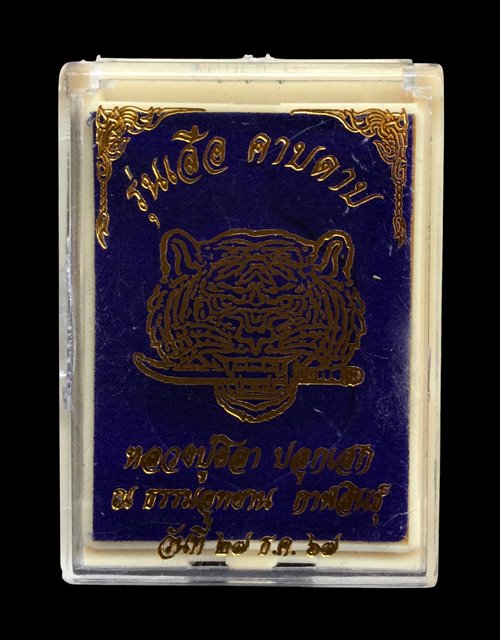 รุ่นเสือ คาบดาบ
หลวงปู่ศิลา ปลุกเสก
ณ ธรรมอุทยาน กาฬสินธุ์
วันที่ ๒๗ ธ.ค. ๖๗